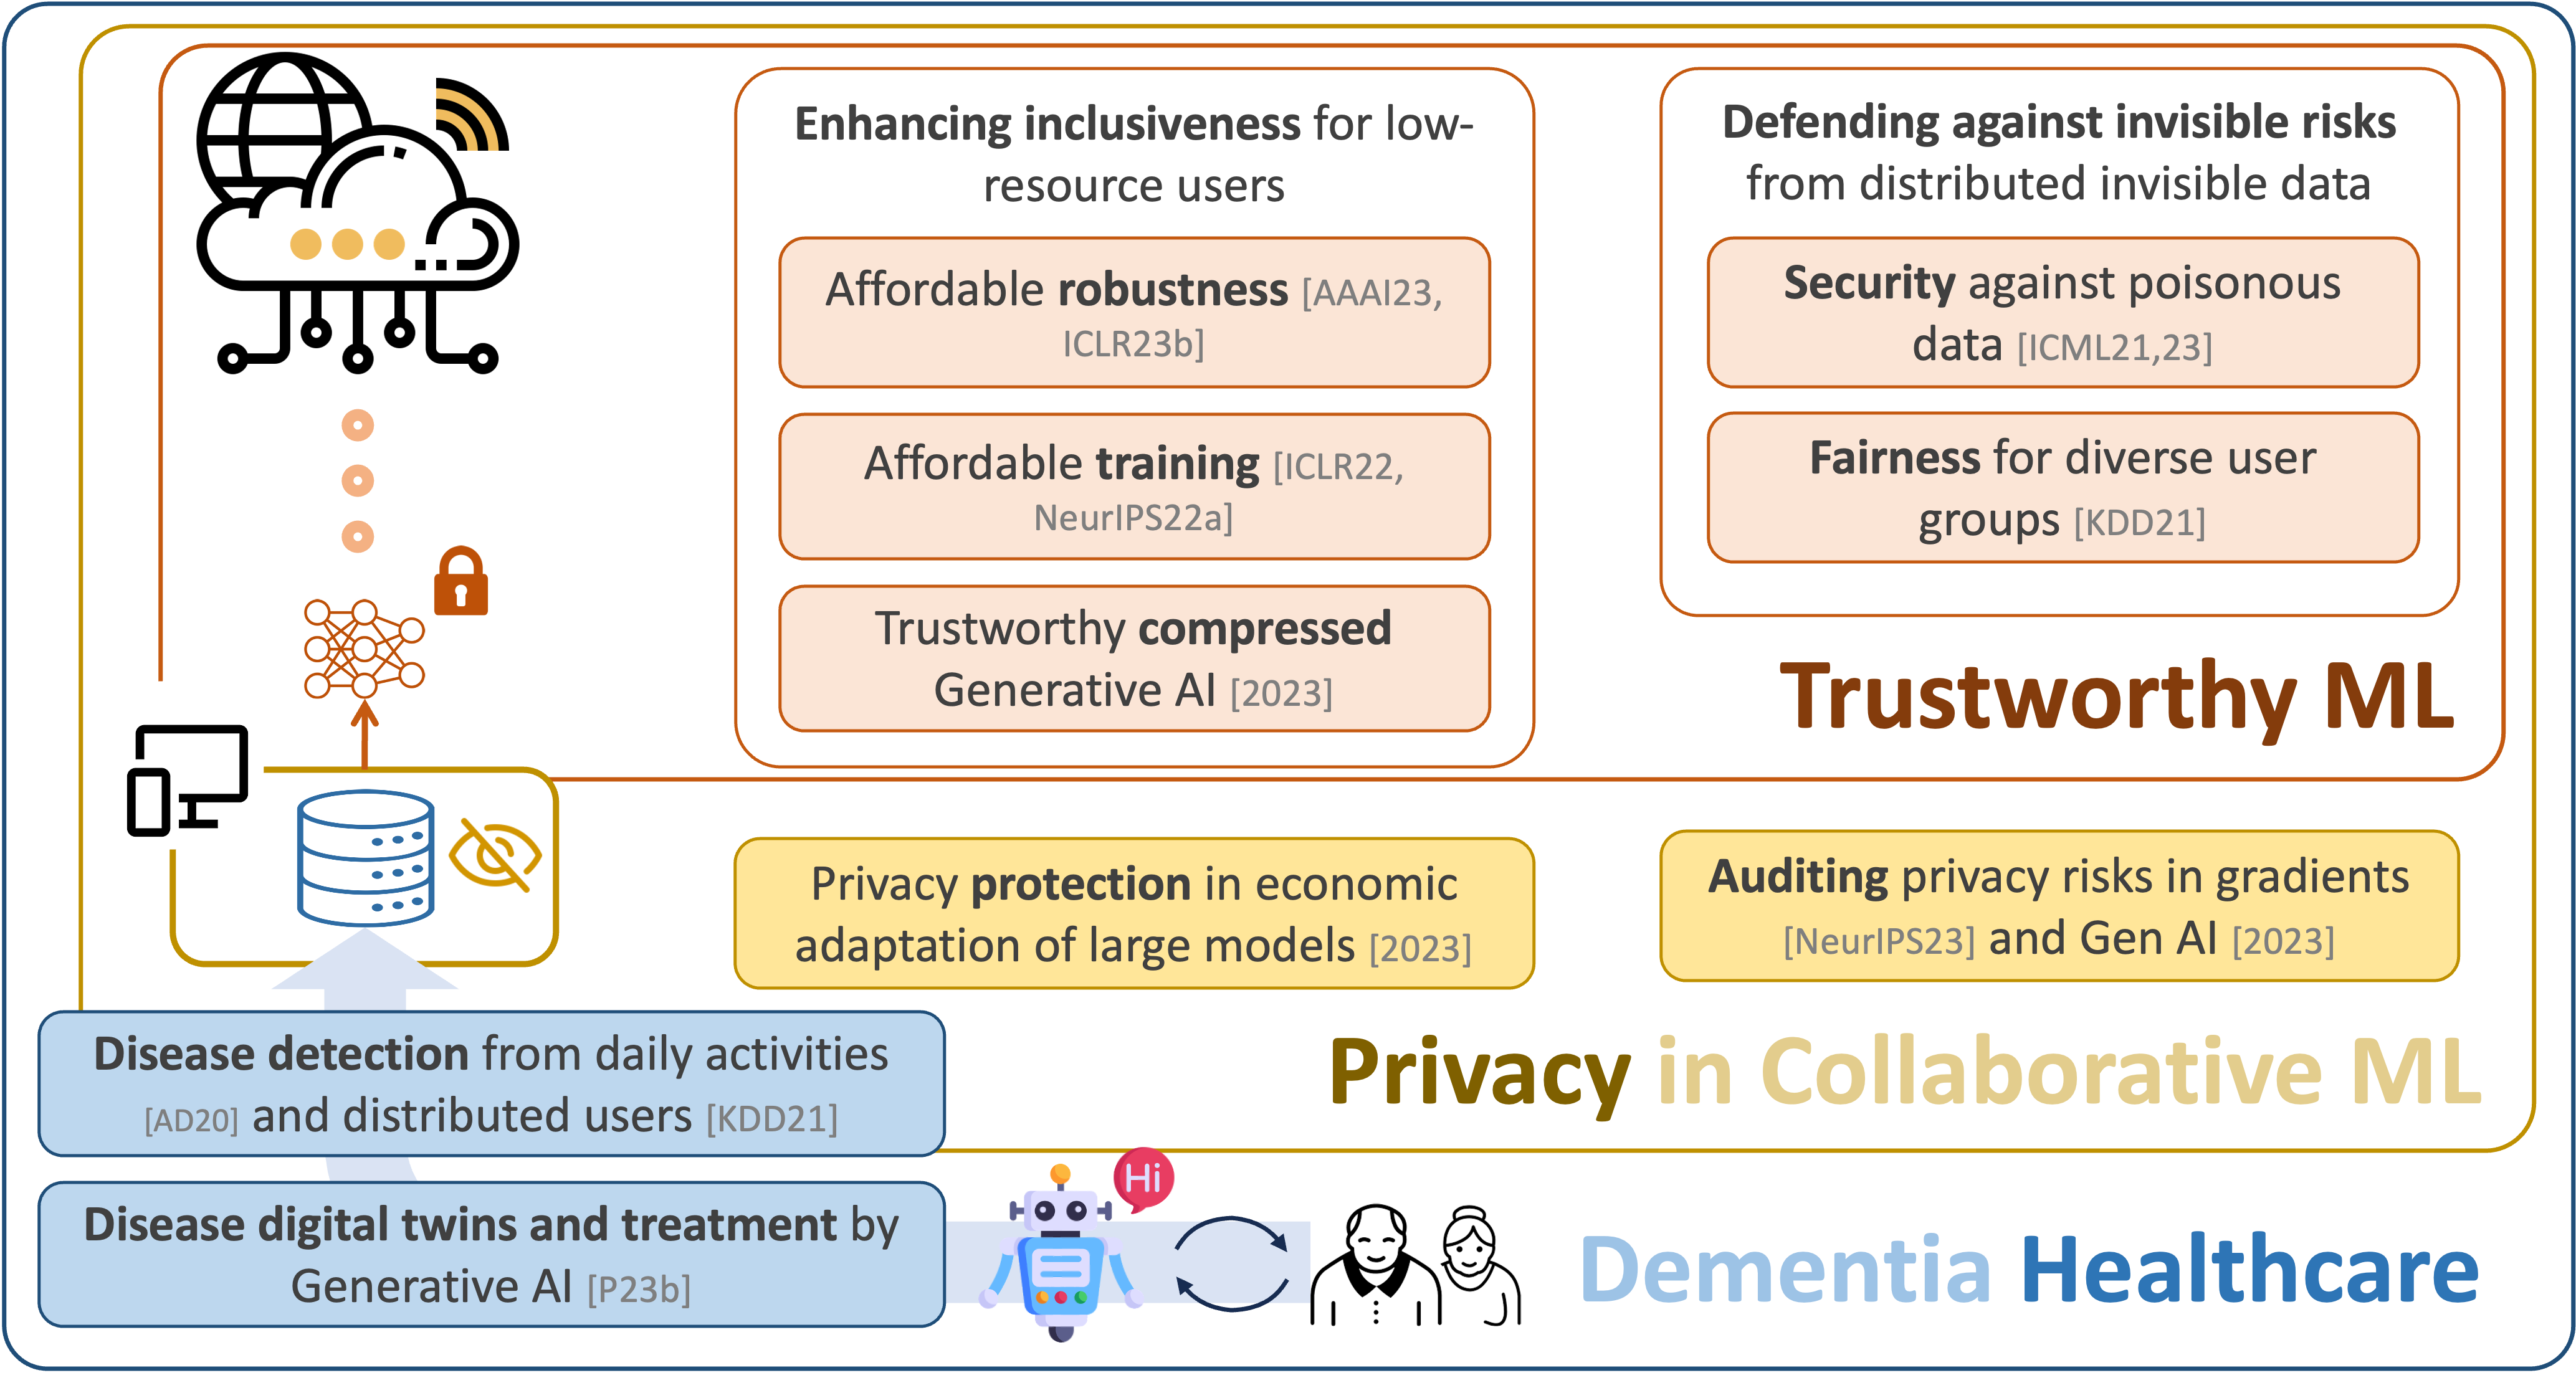 Enhancing inclusiveness for low-
resource users
Affordable robustness [AAAI23,
ICLR23b]
Affordable training [ICLR22,
NeurIPS22a]
Trustworthy compressed
Generative AI [2023]
Defending against invisible risks
from distributed invisible data
Security against poisonous
data [ICML21,23]
Fairness for diverse user
groups [KDD21]
Trustworthy ML
Privacy protection in economic
adaptation of large models [2023]
Auditing privacy risks in gradients
[NeurIPS23] and Gen AI [2023]
Privacy in Collaborative ML
Disease detection from daily activities
[AD20] and distributed users [KDD21]
Disease digital twins and treatment by
Generative AI [P23b]
Hi
Dementia Healthcare